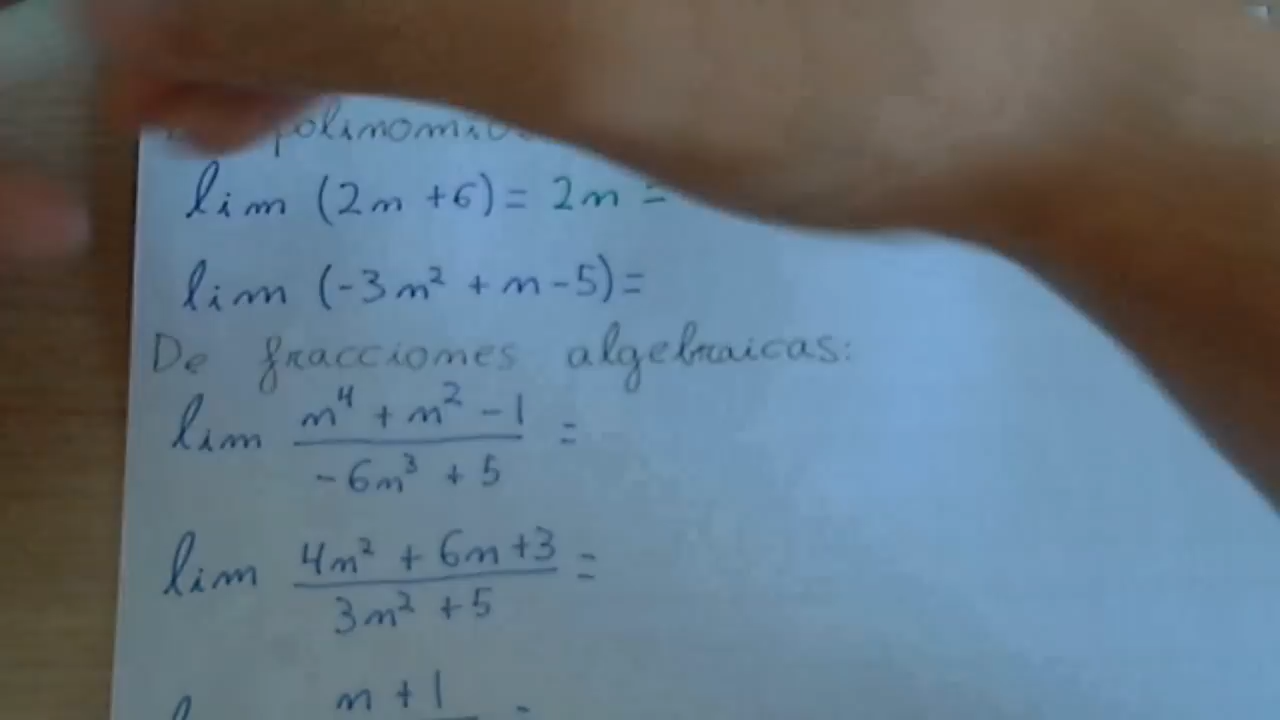 polinomio
lim (2n + 6) = 2n =
lim (-3n² + n - 5) =
De fracciones algebraicas:
lim n⁴ + n² - 1 / -6n³ + 5 =
lim 4n² + 6n + 3 / 3n² + 5 =
n + 1